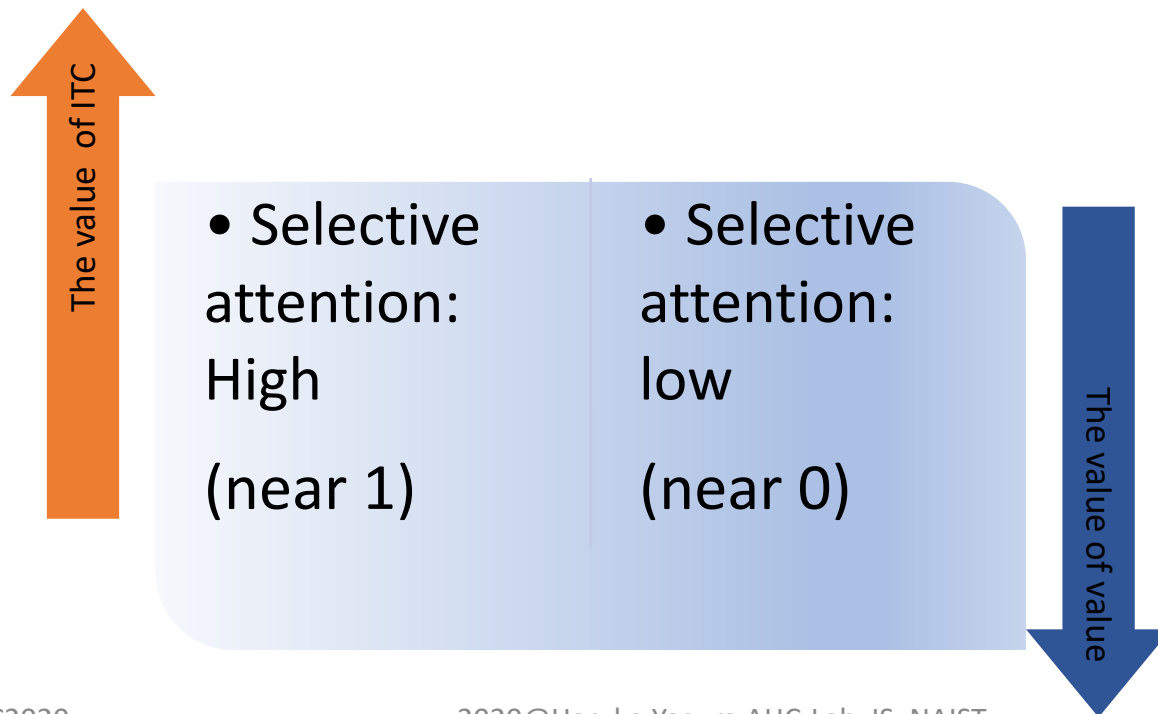 The value of ITC
• Selective
attention:
High
(near 1)
• Selective
attention:
low
(near 0)
The value of value